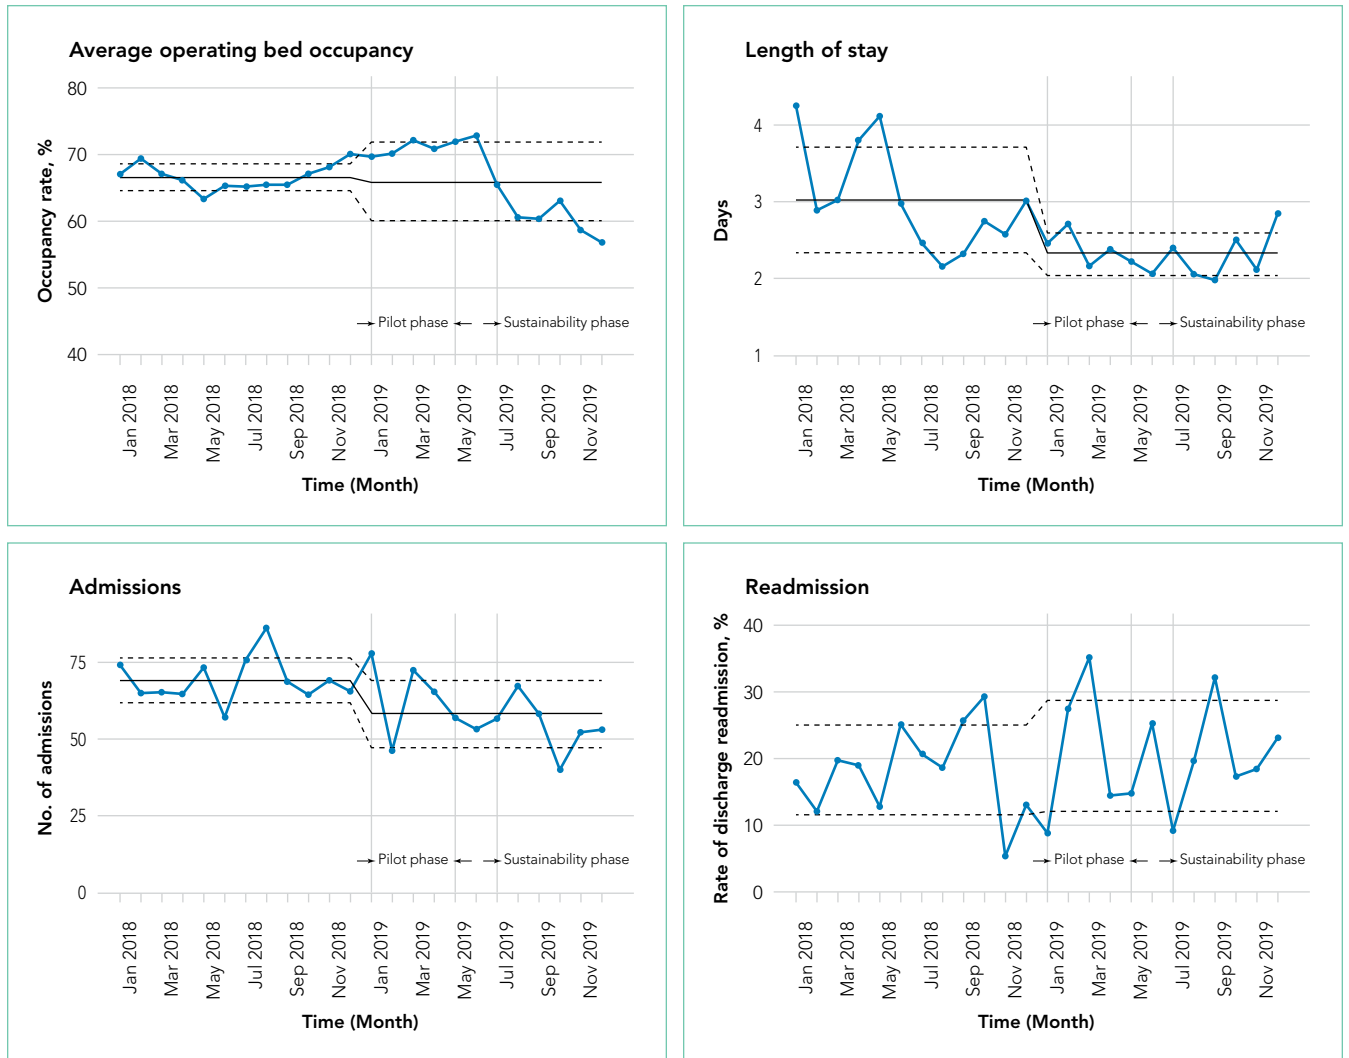 Average operating bed occupancy
Occupancy rate, %
80
70
60
50
40
Pilot phase
Sustainability phase
Jan 2018
Mar 2018
May 2018
Jul 2018
Sep 2018
Nov 2018
Jan 2019
Mar 2019
May 2019
Jul 2019
Sep 2019
Nov 2019
Time (Month)
Length of stay
Days
4
3
2
1
Pilot phase
Sustainability phase
Jan 2018
Mar 2018
May 2018
Jul 2018
Sep 2018
Nov 2018
Jan 2019
Mar 2019
May 2019
Jul 2019
Sep 2019
Nov 2019
Time (Month)
Admissions
No. of admissions
75
50
25
0
Pilot phase
Sustainability phase
Jan 2018
Mar 2018
May 2018
Jul 2018
Sep 2018
Nov 2018
Jan 2019
Mar 2019
May 2019
Jul 2019
Sep 2019
Nov 2019
Time (Month)
Readmission
Rate of discharge readmission, %
40
30
20
10
0
Pilot phase
Sustainability phase
Jan 2018
Mar 2018
May 2018
Jul 2018
Sep 2018
Nov 2018
Jan 2019
Mar 2019
May 2019
Jul 2019
Sep 2019
Nov 2019
Time (Month)